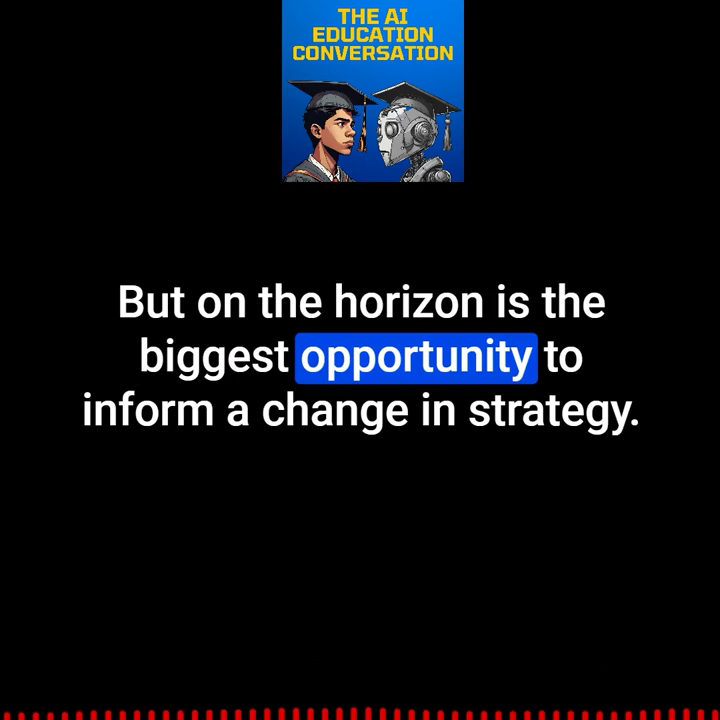 THE AI
EDUCATION
CONVERSATION
But on the horizon is the
biggest opportunity to
inform a change in strategy.